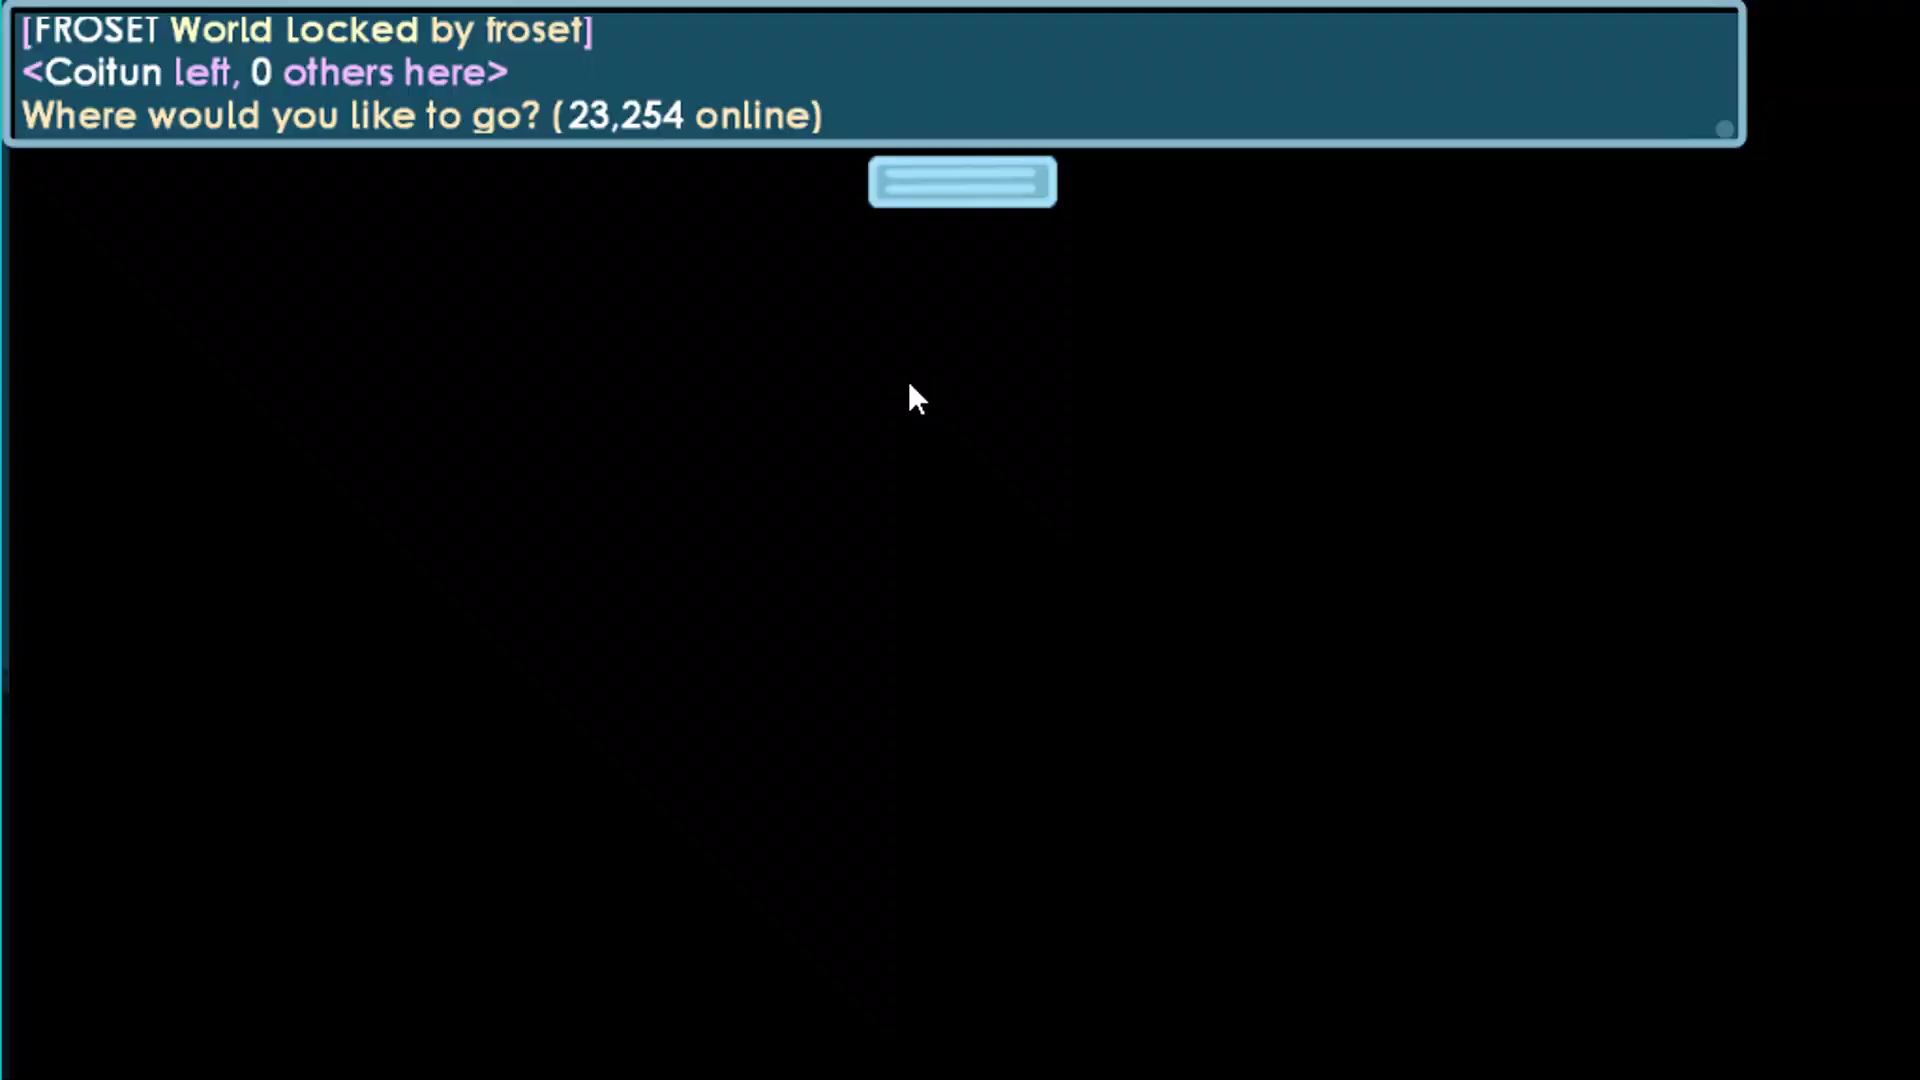 [FROSET World Locked by froset]
<Coitun left, 0 others here>
Where would you like to go? (23,254 online)